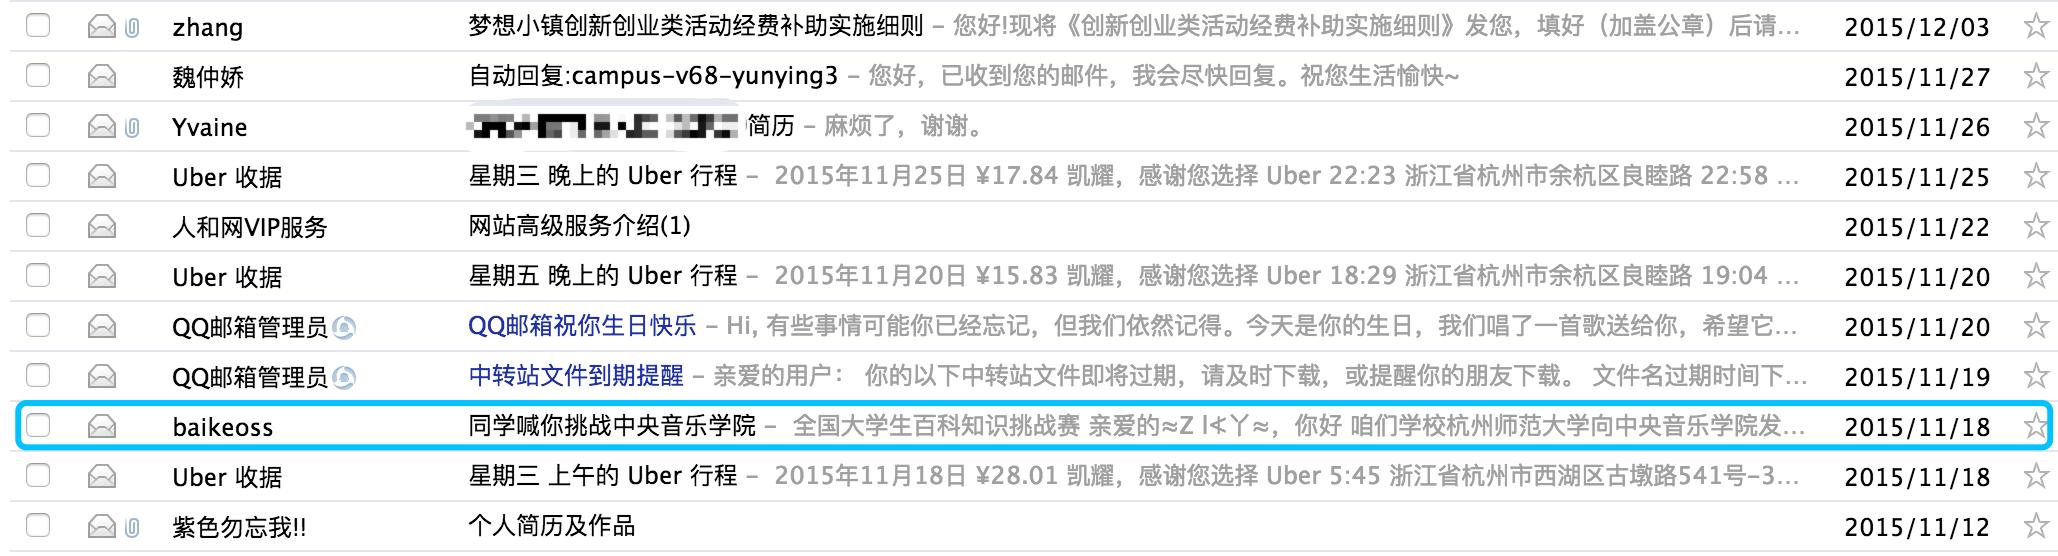 zhang 梦想小镇创新创业类活动经费补助实施细则 – 您好!现将《创新创业类活动经费补助实施细则》发您，填好（加盖公章）后请... 2015/12/03
魏仲娇 自动回复:campus-v68-yunying3 – 您好，已收到您的邮件，我会尽快回复。祝您生活愉快~ 2015/11/27
Yvaine 简历 – 麻烦了，谢谢。 2015/11/26
Uber 收据 星期三 晚上的 Uber 行程 – 2015年11月25日 ¥17.84 凯耀，感谢您选择 Uber 22:23 浙江省杭州市余杭区良睦路 22:58 ... 2015/11/25
人和网VIP服务 网站高级服务介绍(1) 2015/11/22
Uber 收据 星期五 晚上的 Uber 行程 – 2015年11月20日 ¥15.83 凯耀，感谢您选择 Uber 18:29 浙江省杭州市余杭区良睦路 19:04 ... 2015/11/20
QQ邮箱管理员 QQ邮箱祝你生日快乐 – Hi, 有些事情可能你已经忘记，但我们依然记得。今天是你的生日，我们唱了一首歌送给你，希望它... 2015/11/20
QQ邮箱管理员 中转站文件到期提醒 – 亲爱的用户： 你的以下中转站文件即将过期，请及时下载，或提醒你的朋友下载。 文件名过期时间下... 2015/11/19
baikeoss 同学喊你挑战中央音乐学院 – 全国大学生百科知识挑战赛 亲爱的≈Z l≮丫≈，你好 咱们学校杭州师范大学向中央音乐学院发... 2015/11/18
Uber 收据 星期三 上午的 Uber 行程 – 2015年11月18日 ¥28.01 凯耀，感谢您选择 Uber 5:45 浙江省杭州市西湖区古墩路541号-3... 2015/11/18
紫色勿忘我!! 个人简历及作品 2015/11/12